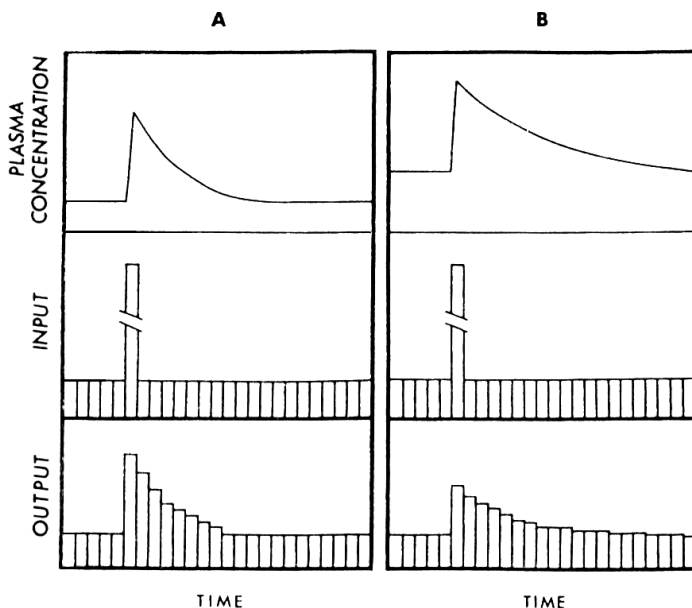 A
B
PLASMA
CONCENTRATION
INPUT
OUTPUT
TIME
TIME